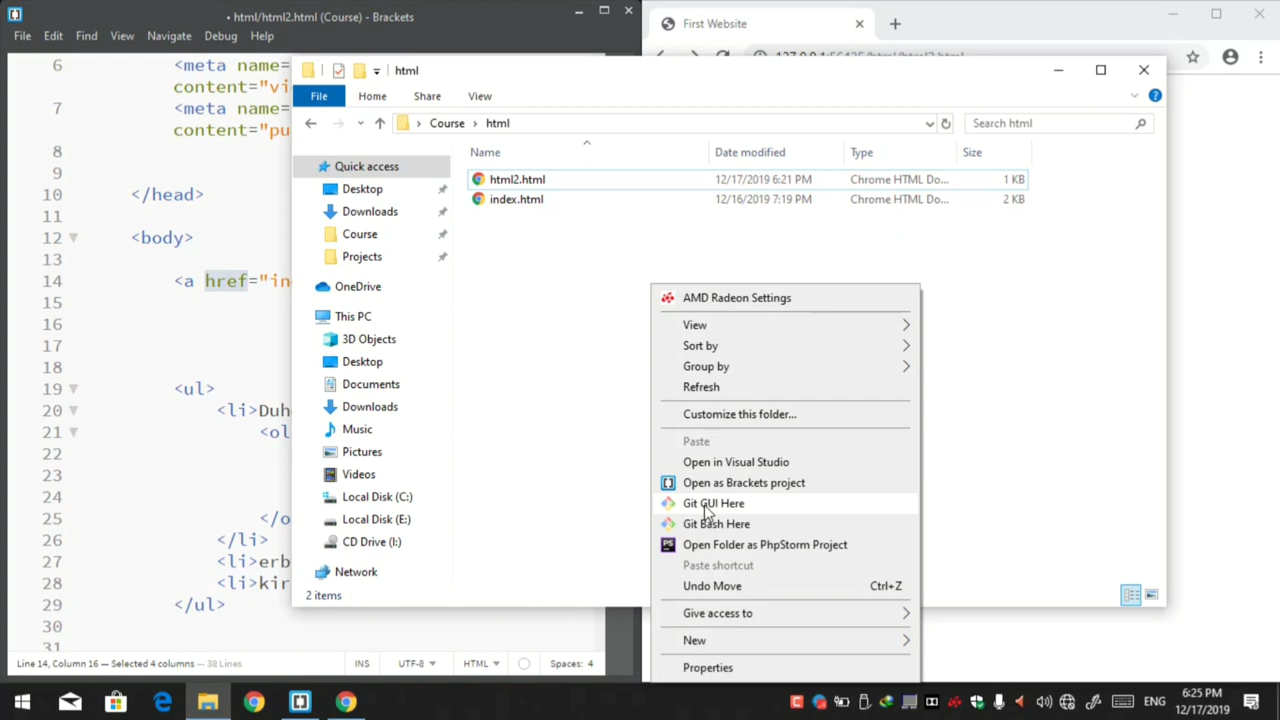 • html/html2.html (Course) - Brackets
File Edit Find View Navigate Debug Help
6 <meta name=
content="vi
7 <meta name=
content="pu
8
9
10 </head>
11
12 <body>
13
14 <a href="in
15
16
17
18
19 <ul>
20 <li>Duh
21 <ol
22
23
24
25 </o
26 </li>
27 <li>erb
28 <li>kir
29 </ul>
30
31
Line 14, Column 16 — Selected 4 columns — 38 Lines
INS UTF-8 HTML Spaces: 4
First Website
127.0.0.1:56435/html/html2.html
html
File Home Share View
Course html
Search html
Name Date modified Type Size
html2.html 12/17/2019 6:21 PM Chrome HTML Do... 1 KB
index.html 12/16/2019 7:19 PM Chrome HTML Do... 2 KB
Quick access
Desktop
Downloads
Course
Projects
OneDrive
This PC
3D Objects
Desktop
Documents
Downloads
Music
Pictures
Videos
Local Disk (C:)
Local Disk (E:)
CD Drive (I:)
Network
2 items
AMD Radeon Settings
View
Sort by
Group by
Refresh
Customize this folder...
Paste
Open in Visual Studio
Open as Brackets project
Git GUI Here
Git Bash Here
PS Open Folder as PhpStorm Project
Paste shortcut
Undo Move Ctrl+Z
Give access to
New
Properties
ENG
6:25 PM
12/17/2019